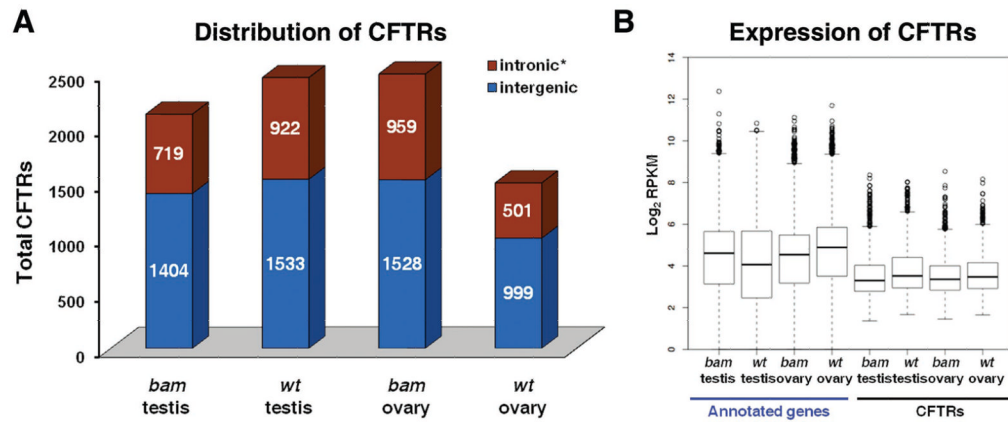 A
Distribution of CFTRs
intronic*
intergenic
Total CFTRs
2500
2000
1500
1000
500
0
719
1404
922
1533
959
1528
501
999
bam
testis
wt
testis
bam
ovary
wt
ovary
B
Expression of CFTRs
Log2 RPKM
14
12
10
8
6
4
2
0
bam wt bam wt bam wt bam wt
testis testis ovary ovary testis testis ovary ovary
Annotated genes CFTRs